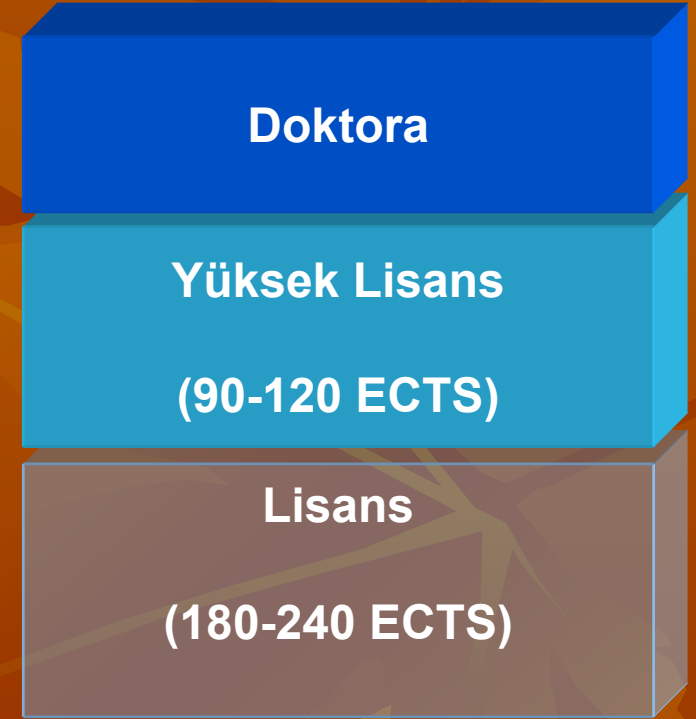 Doktora
Yüksek Lisans
(90-120 ECTS)
Lisans
(180-240 ECTS)